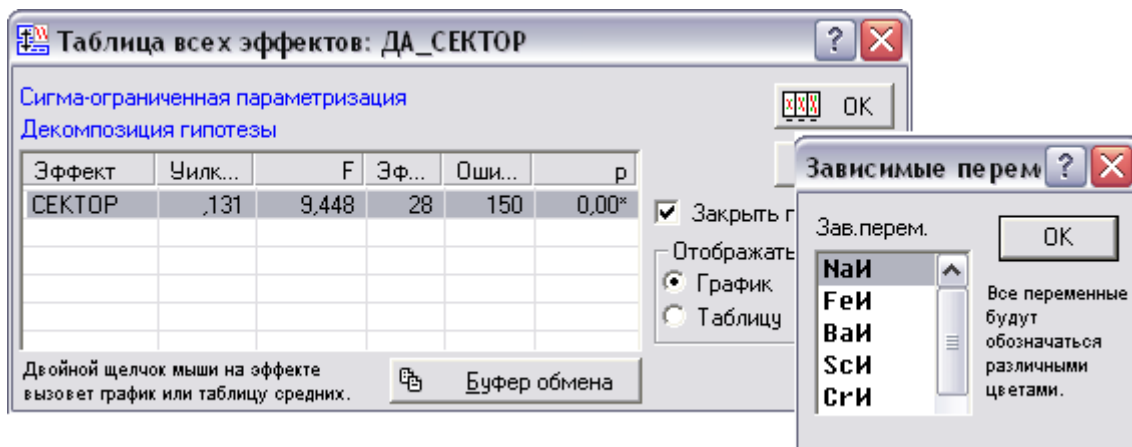 Таблица всех эффектов: ДА_СЕКТОР
Сигма-ограниченная параметризация
Декомпозиция гипотезы
Эффект Уилк... F Эф... Оши... p
СЕКТОР ,131 9,448 28 150 0,00*
Двойной щелчок мыши на эффекте
вызовет график или таблицу средних.
Буфер обмена
OK
Закрыть г
Отображать
График
Таблицу
Зависимые перем
Зав.перем.
NaИ
FeИ
BaИ
ScИ
CrИ
OK
Все переменные
будут
обозначаться
различными
цветами.